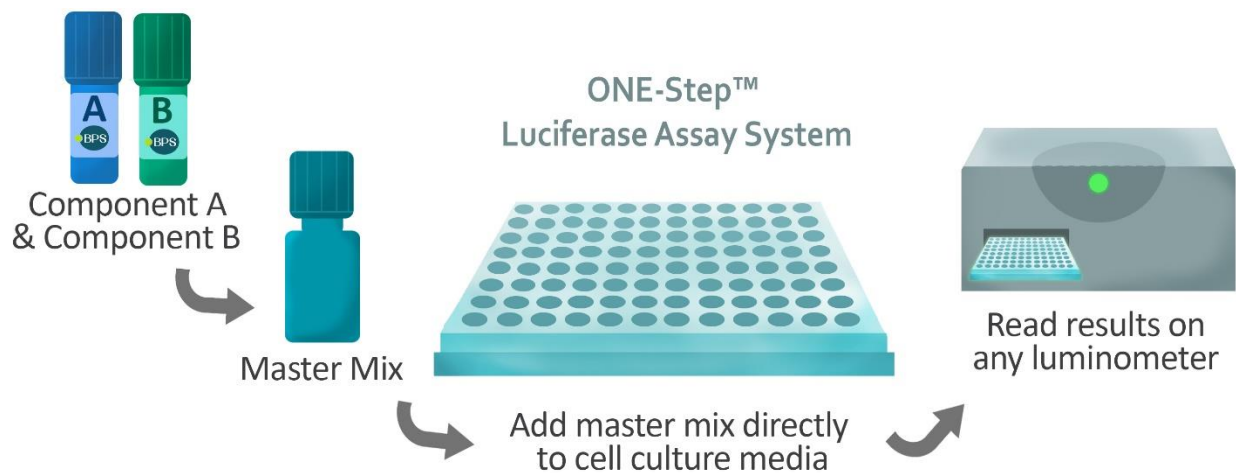 A
BPS
B
BPS
Component A
& Component B
Master Mix
ONE-Step™
Luciferase Assay System
Add master mix directly
to cell culture media
Read results on
any luminometer